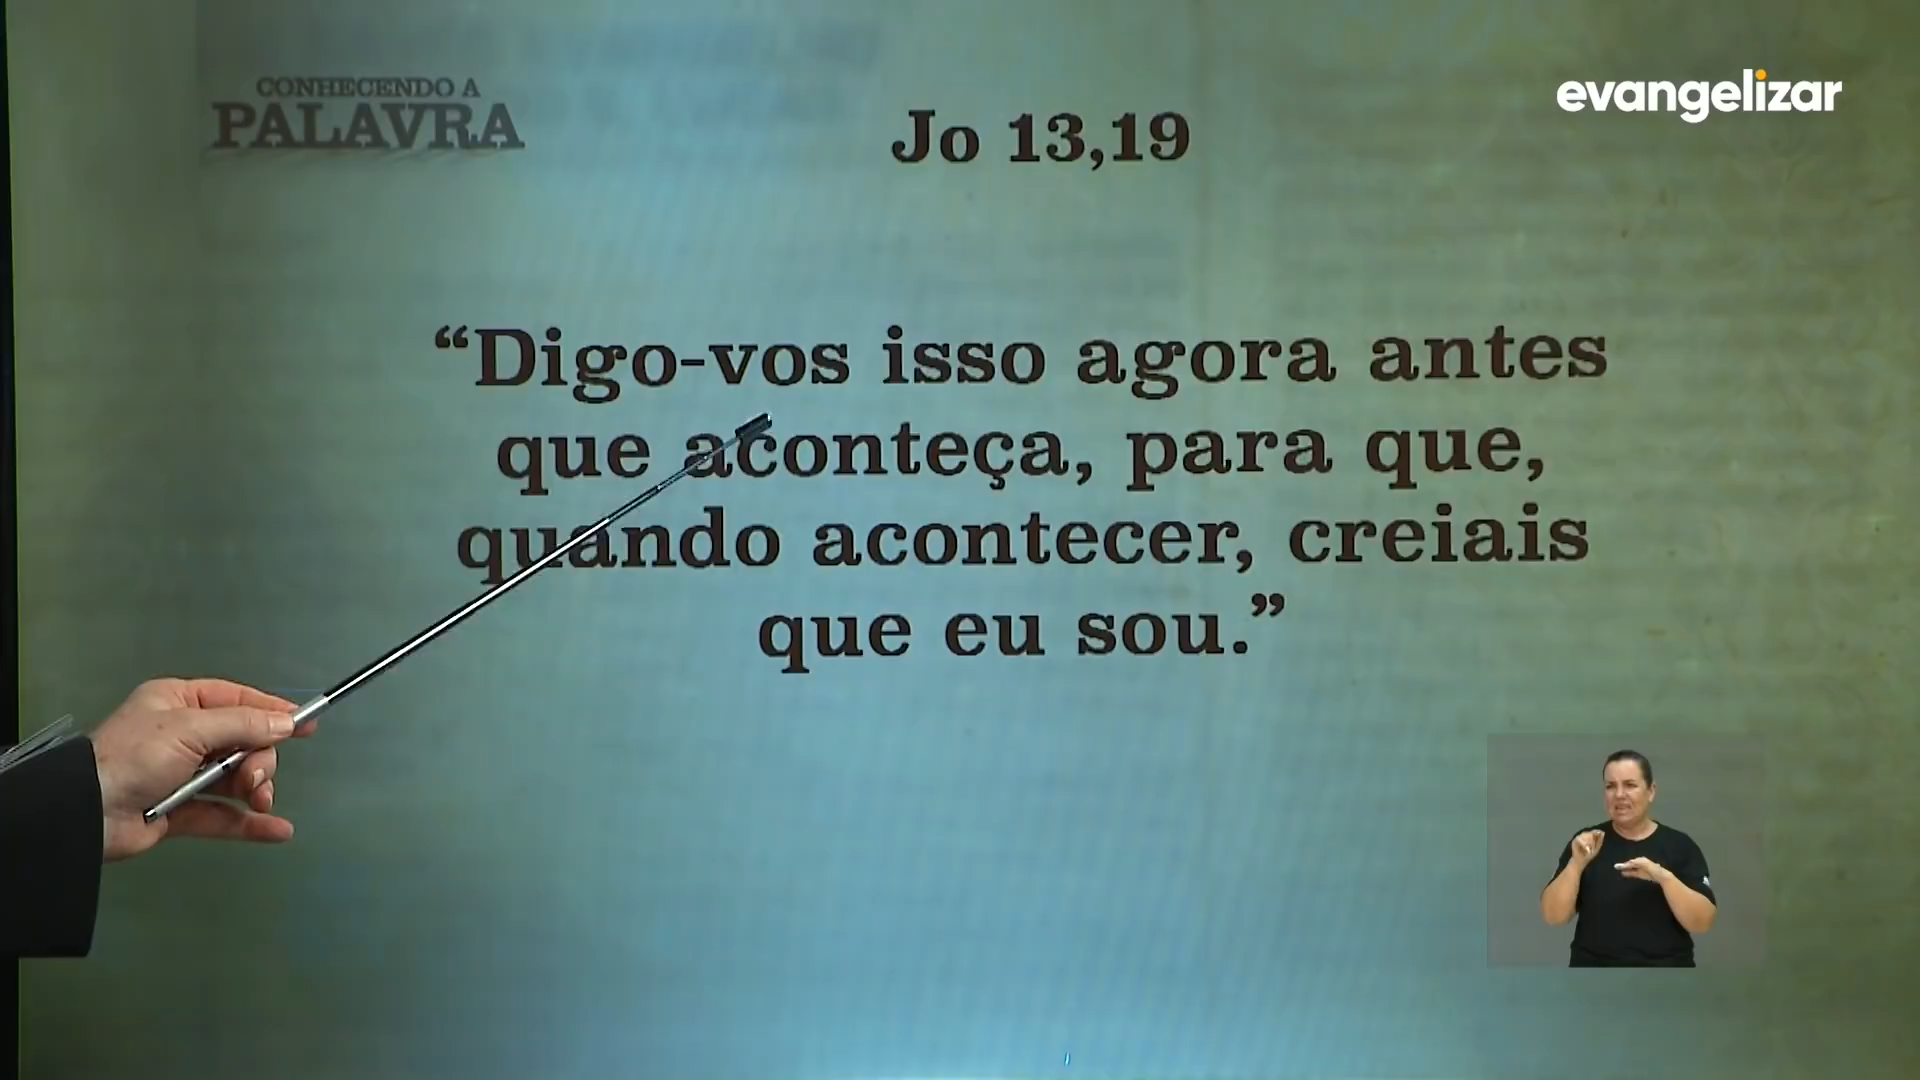 CONHECENDO A
PALAVRA
Jo 13,19
evangelizar
“Digo-vos isso agora antes
que aconteça, para que,
quando acontecer, creiais
que eu sou.”